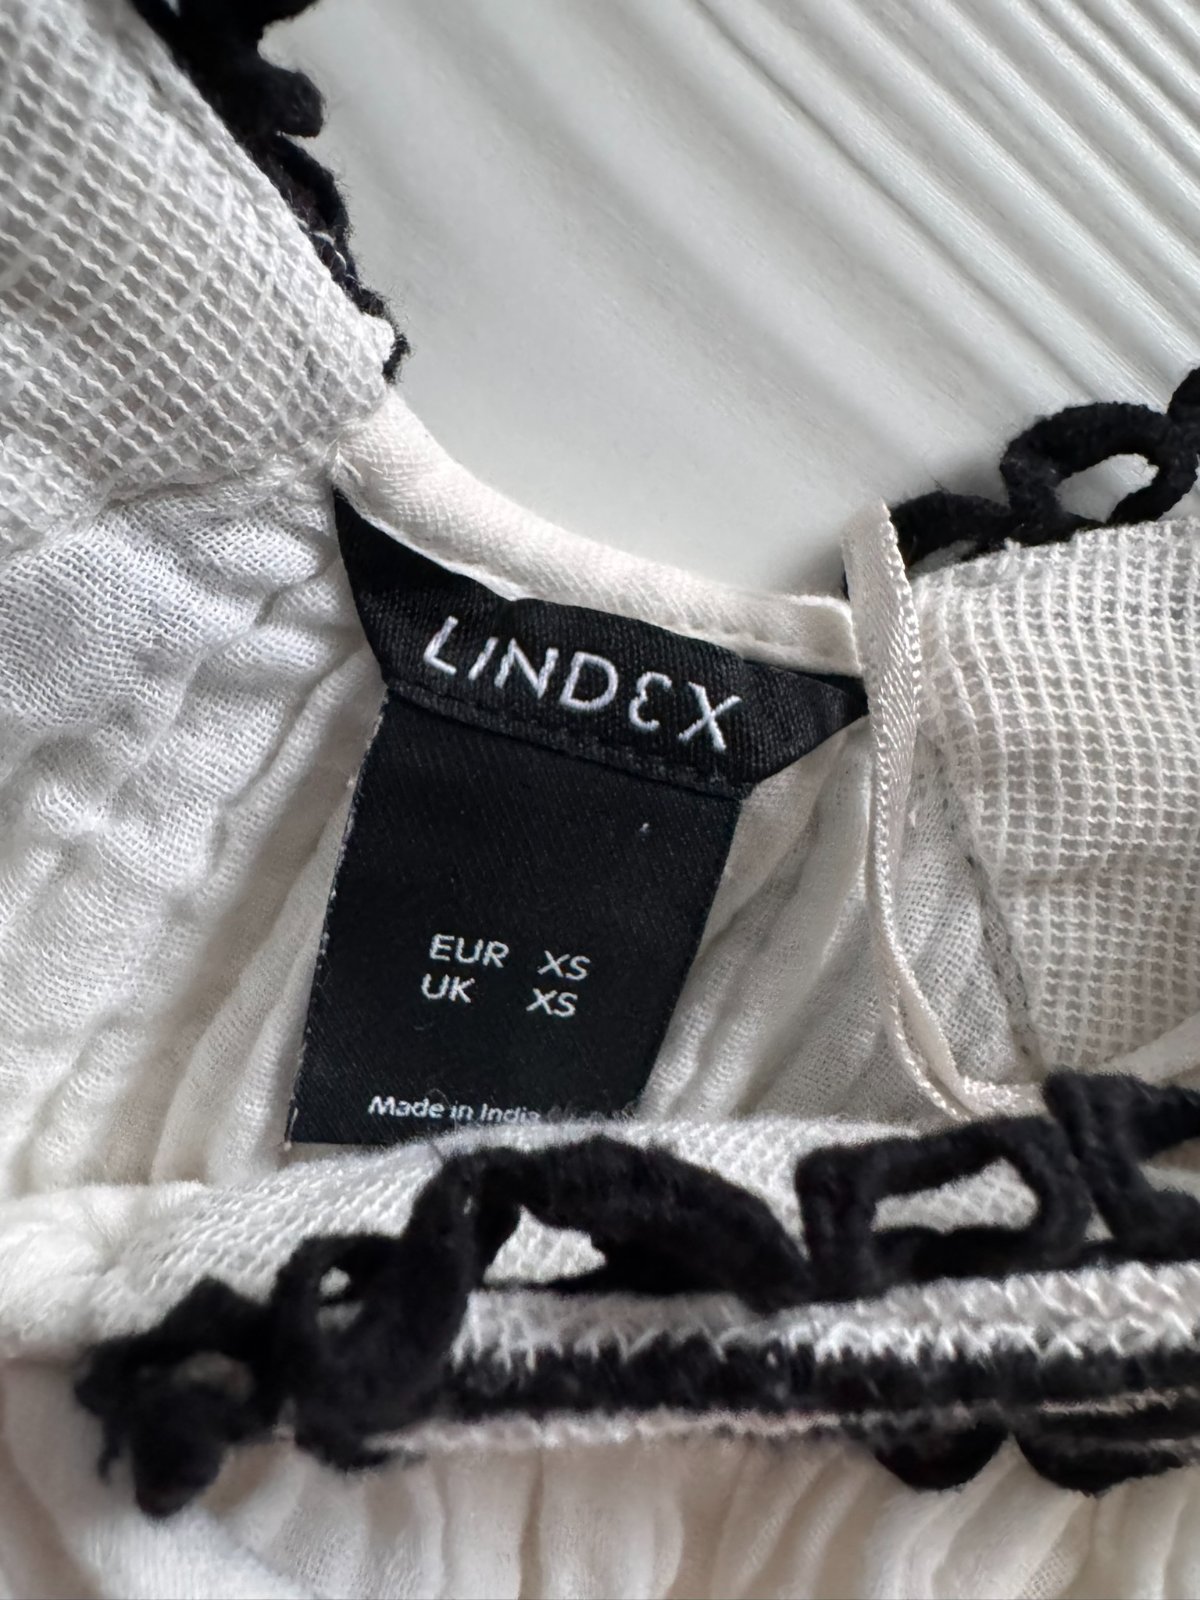 LINDEX
EUR XS
UK XS
Made in India